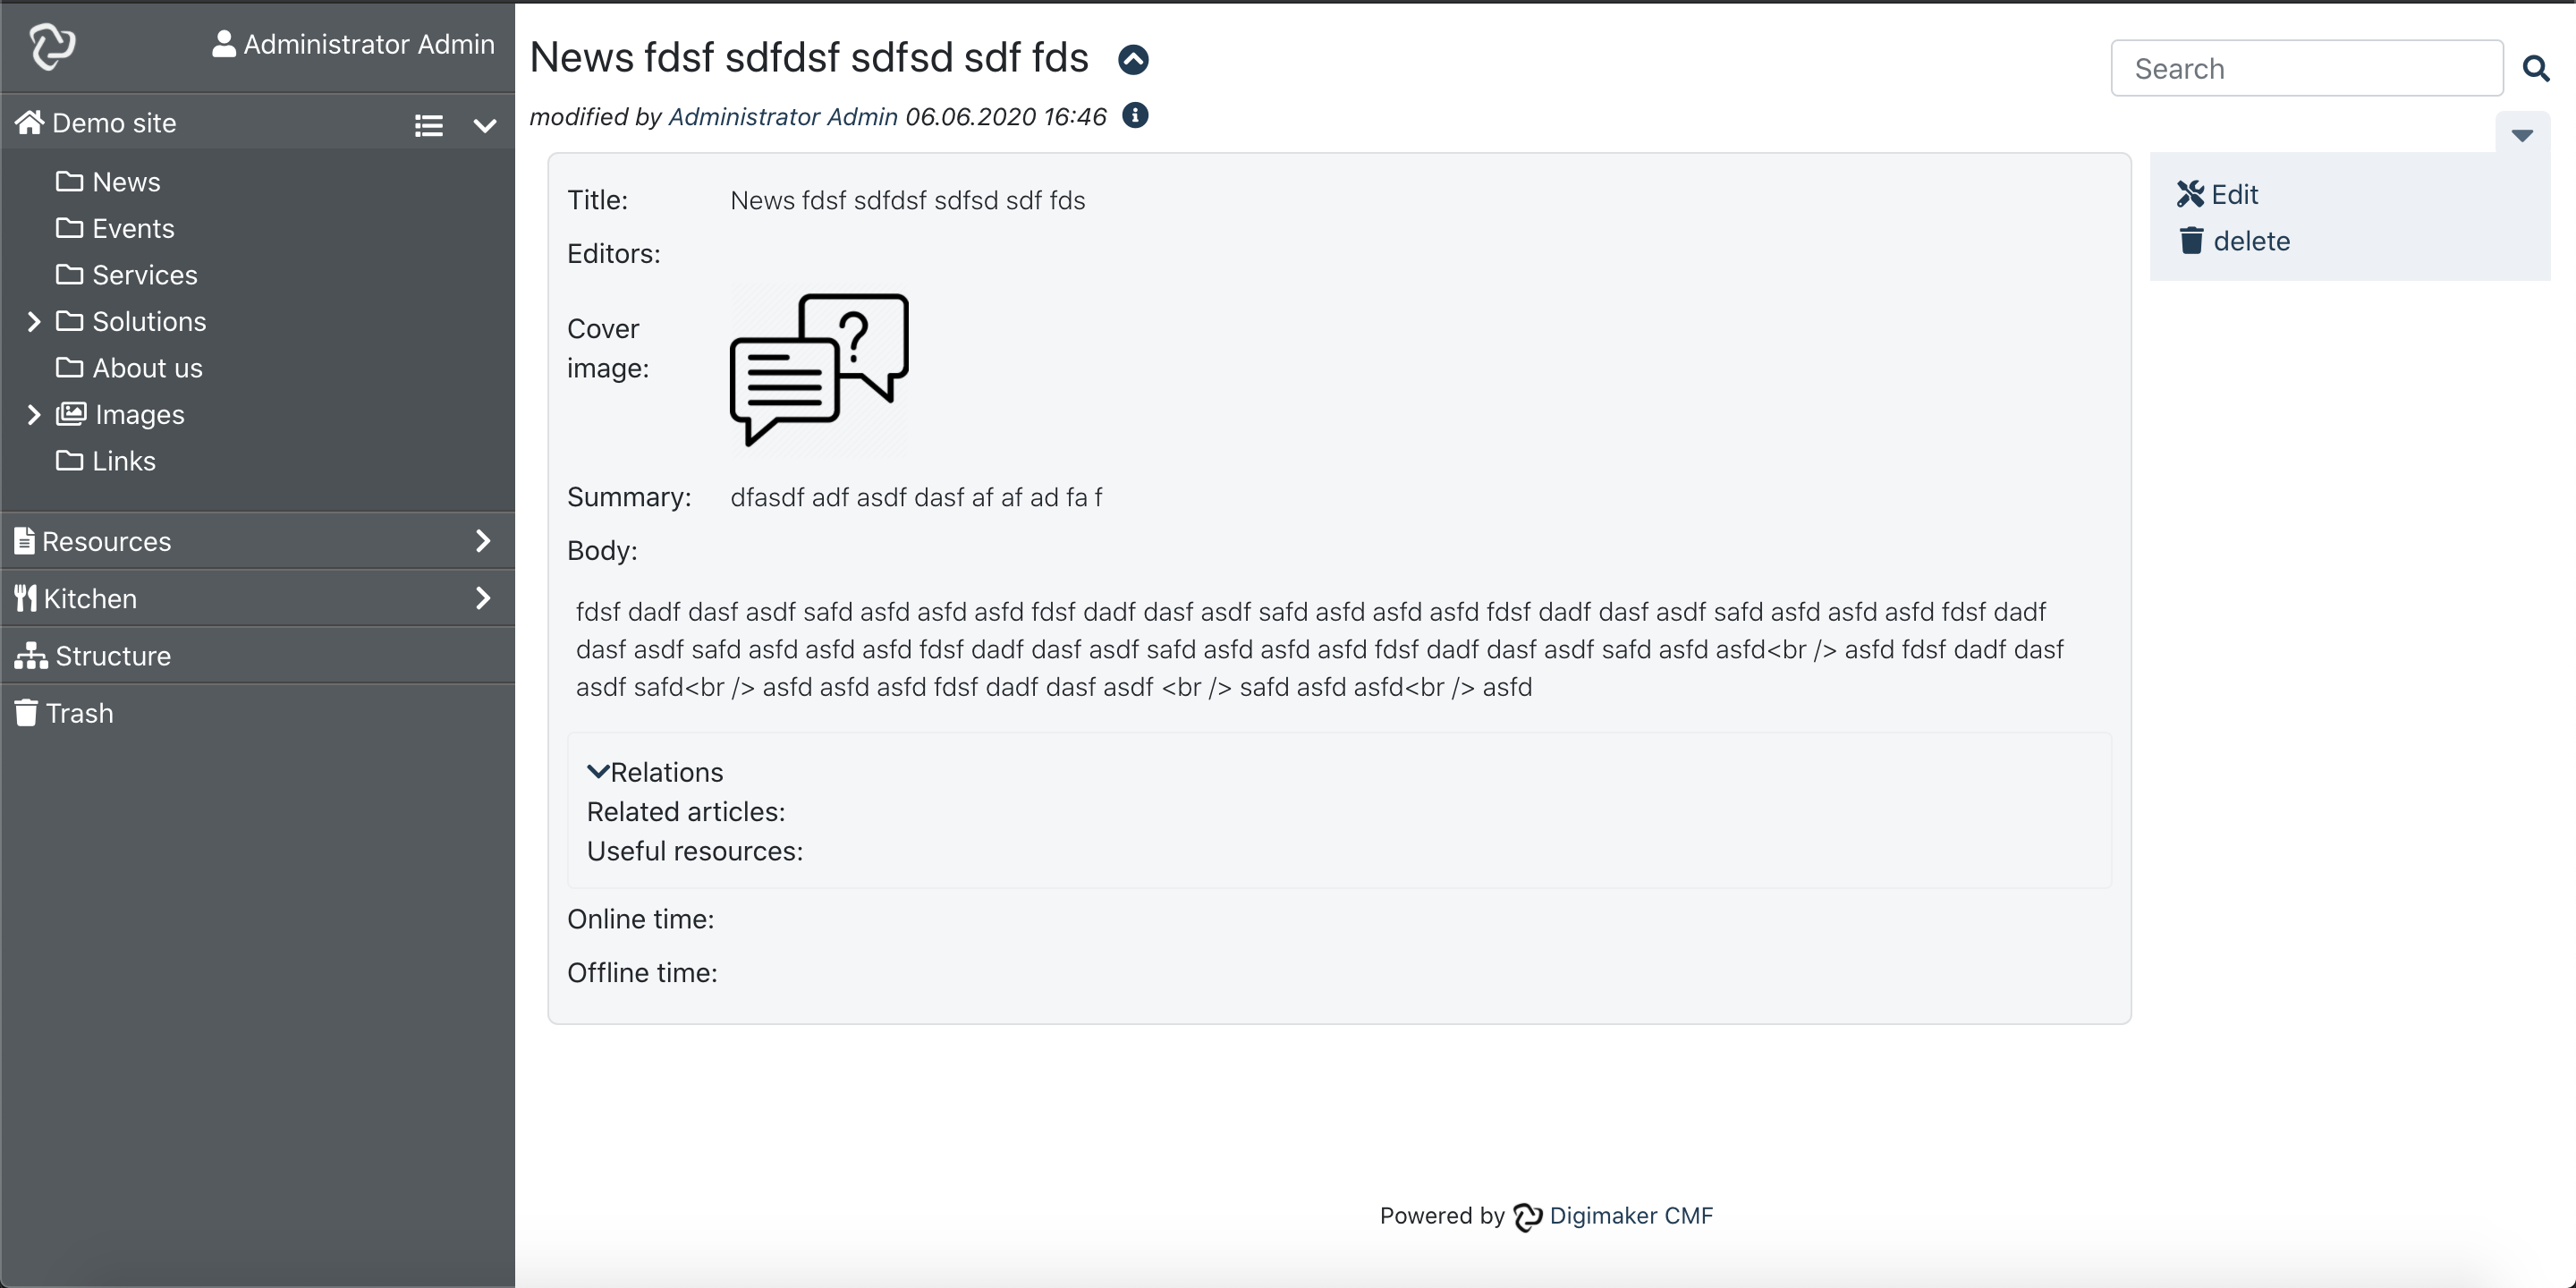 Administrator Admin
Demo site
News
Events
Services
Solutions
About us
Images
Links
Resources
Kitchen
Structure
Trash
News fdsf sdfdsf sdfsd sdf fds
modified by Administrator Admin 06.06.2020 16:46
Search
Edit
delete
Title: News fdsf sdfdsf sdfsd sdf fds
Editors:
Cover
image:
?
Summary: dfasdf adf asdf dasf af af ad fa f
Body:
fdsf dadf dasf asdf safd asfd asfd asfd fdsf dadf dasf asdf safd asfd asfd asfd fdsf dadf dasf asdf safd asfd asfd asfd fdsf dadf
dasf asdf safd asfd asfd asfd fdsf dadf dasf asdf safd asfd asfd asfd fdsf dadf dasf asdf safd asfd asfd<br /> asfd fdsf dadf dasf
asdf safd<br /> asfd asfd asfd fdsf dadf dasf asdf <br /> safd asfd asfd<br /> asfd
Relations
Related articles:
Useful resources:
Online time:
Offline time:
Powered by Digimaker CMF